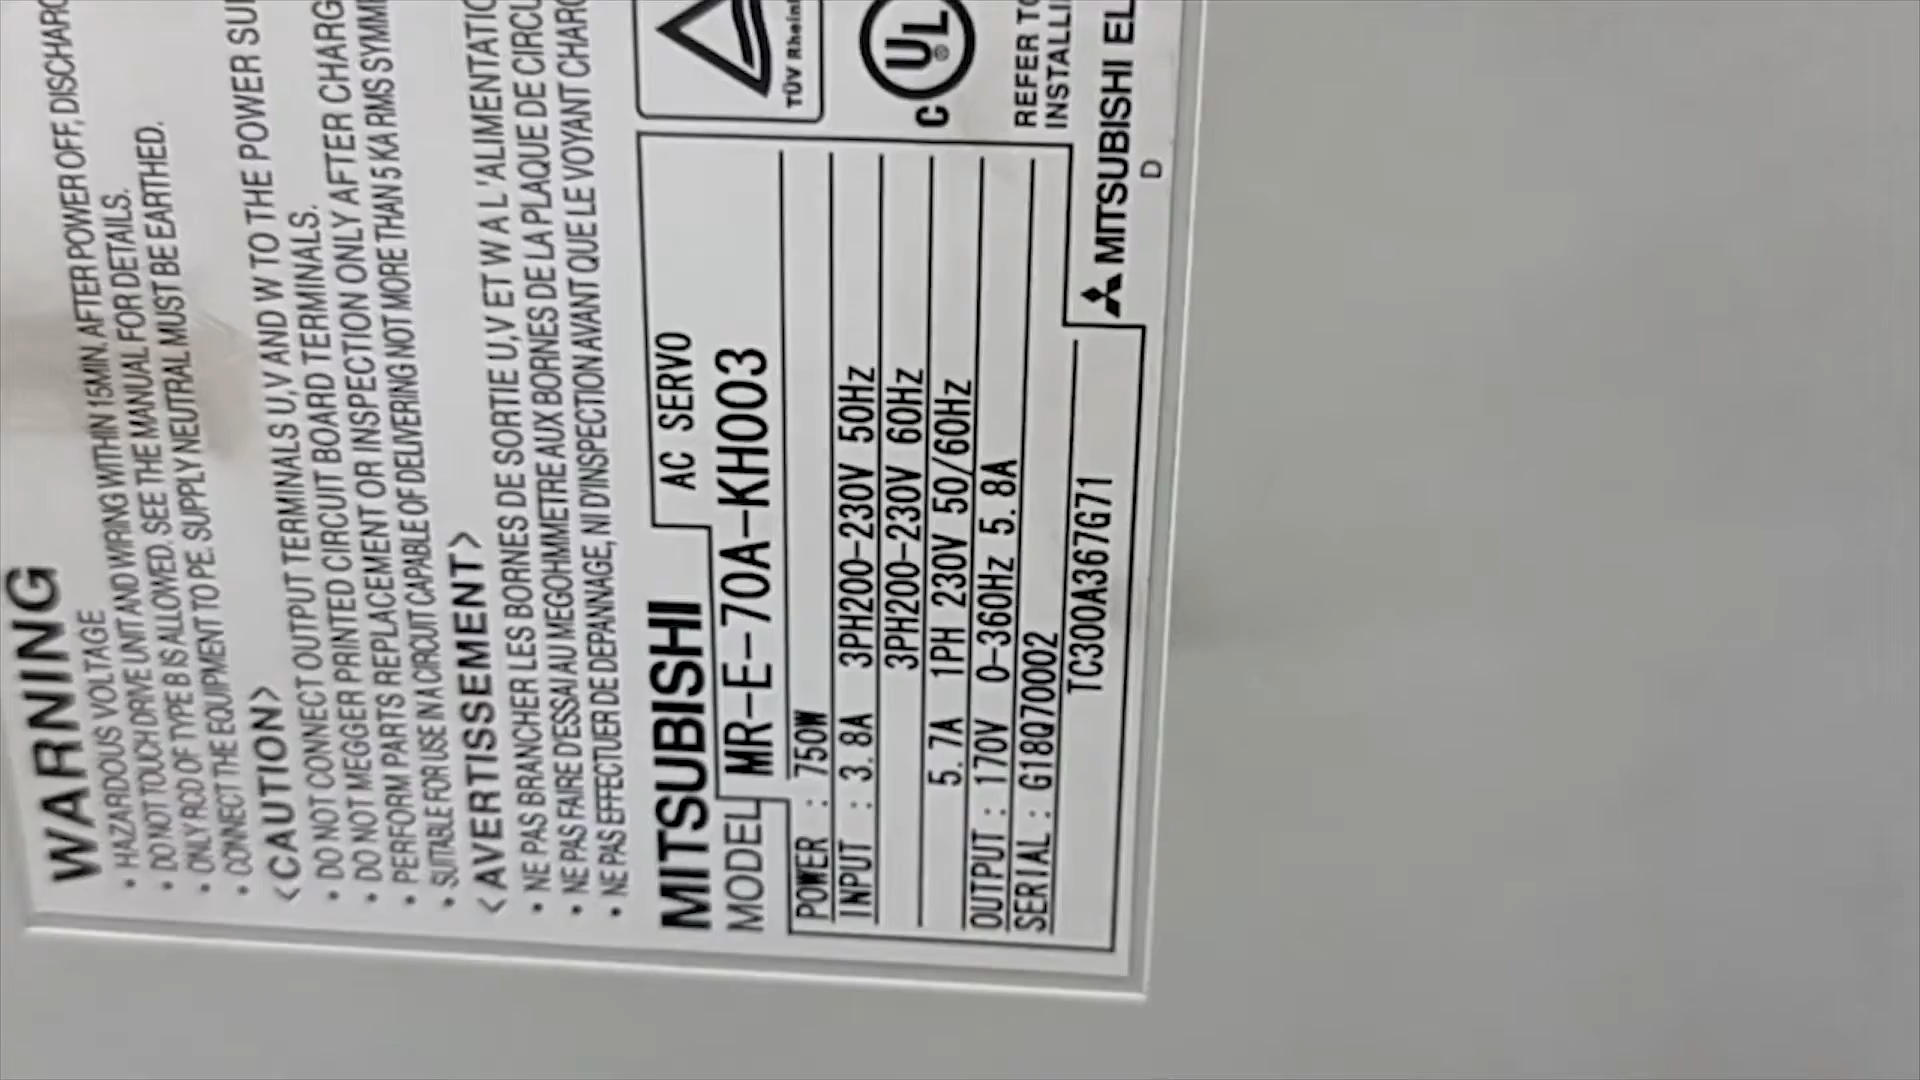 WARNING
HAZARDOUS VOLTAGE
• DO NOT TOUCH DRIVE UNIT AND WIRING WITHIN 15MIN. AFTER POWER OFF, DISCHARG
• ONLY RCD OF TYPE B IS ALLOWED. SEE THE MANUAL FOR DETAILS.
• CONNECT THE EQUIPMENT TO PE. SUPPLY NEUTRAL MUST BE EARTHED.
<CAUTION>
• DO NOT CONNECT OUTPUT TERMINALS U,V AND W TO THE POWER SU
• DO NOT MEGGER PRINTED CIRCUIT BOARD TERMINALS.
• PERFORM PARTS REPLACEMENT OR INSPECTION ONLY AFTER CHARG
• SUITABLE FOR USE IN A CIRCUIT CAPABLE OF DELIVERING NOT MORE THAN 5 KA RMS SYMME
<AVERTISSEMENT>
• NE PAS BRANCHER LES BORNES DE SORTIE U,V ET W A L'ALIMENTATIO
• NE PAS FAIRE D'ESSAI AU MEGOHMMETRE AUX BORNES DE LA PLAQUE DE CIRCU
• NE PAS EFFECTUER DE DEPANNAGE, NI D'INSPECTION AVANT QUE LE VOYANT CHARG
MITSUBISHI AC SERVO
MODEL MR-E-70A-KH003
POWER : 750W
INPUT : 3.8A 3PH200-230V 50Hz
3PH200-230V 60Hz
5.7A 1PH 230V 50/60Hz
OUTPUT : 170V 0-360Hz 5.8A
SERIAL : G18Q70002
TC300A367G71
TÜV Rheinl
C UL ®
REFER TO
INSTALLI
MITSUBISHI EL
D